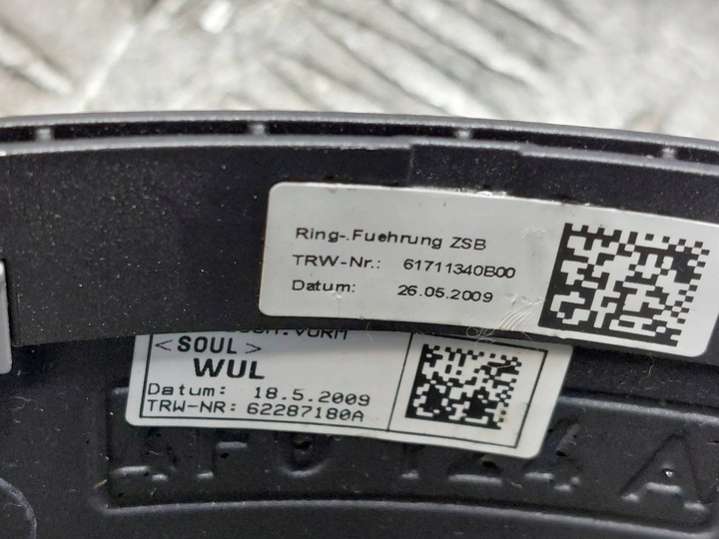 Ring-.Fuehrung ZSB
TRW-Nr.: 61711340B00
Datum: 26.05.2009
<SOUL>
WUL
Datum: 18.5.2009
TRW-NR: 62287180A
124 A